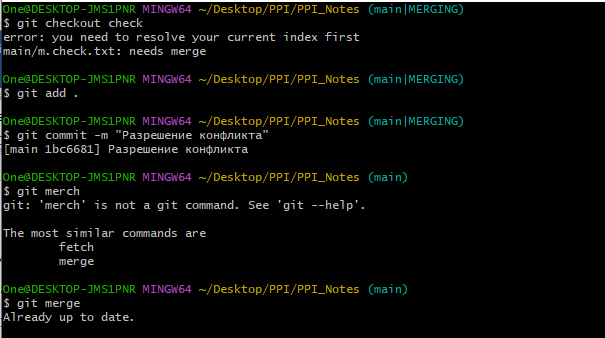 One@DESKTOP-JMS1PNR MINGW64 ~/Desktop/PPI/PPI_Notes (main|MERGING)
$ git checkout check
error: you need to resolve your current index first
main/m.check.txt: needs merge
One@DESKTOP-JMS1PNR MINGW64 ~/Desktop/PPI/PPI_Notes (main|MERGING)
$ git add .
One@DESKTOP-JMS1PNR MINGW64 ~/Desktop/PPI/PPI_Notes (main|MERGING)
$ git commit -m "Разрешение конфликта"
[main 1bc6681] Разрешение конфликта
One@DESKTOP-JMS1PNR MINGW64 ~/Desktop/PPI/PPI_Notes (main)
$ git merch
git: 'merch' is not a git command. See 'git --help'.
The most similar commands are
fetch
merge
One@DESKTOP-JMS1PNR MINGW64 ~/Desktop/PPI/PPI_Notes (main)
$ git merge
Already up to date.